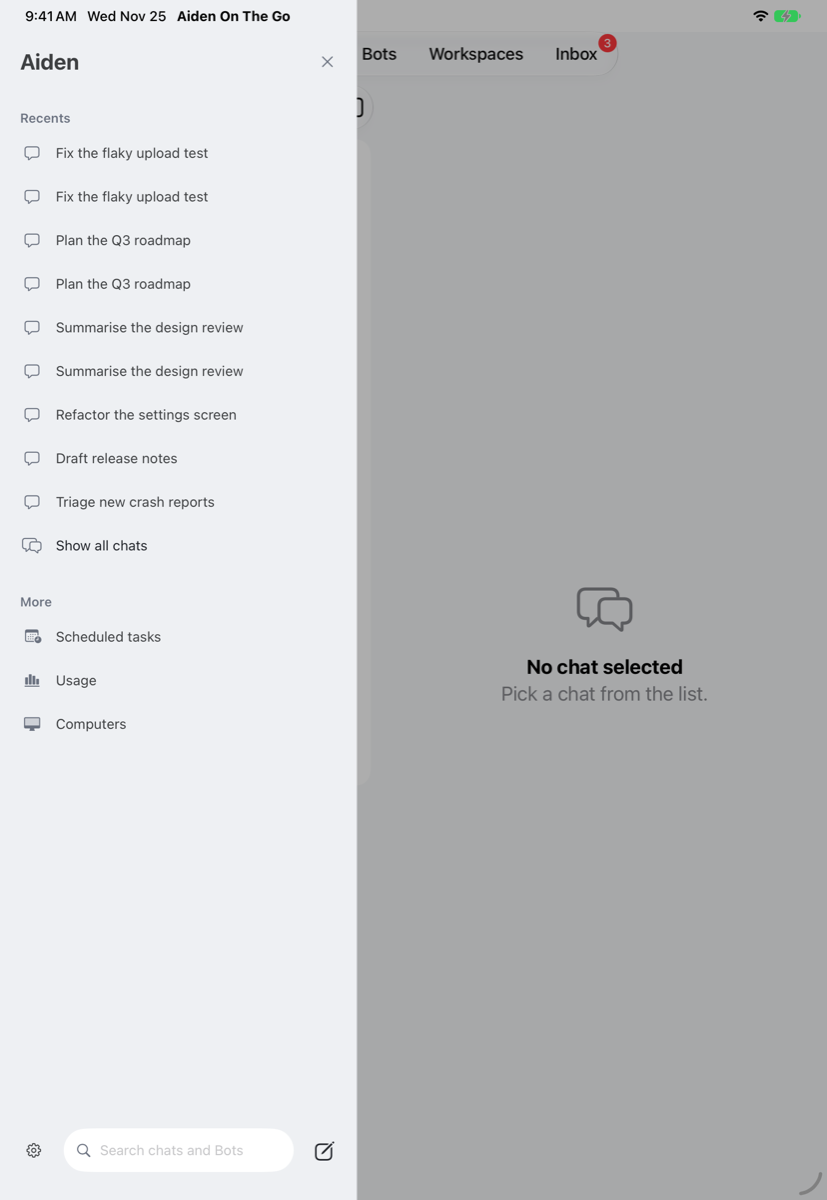 9:41 AM Wed Nov 25 Aiden On The Go
Aiden
Bots Workspaces Inbox 3
Recents
Fix the flaky upload test
Fix the flaky upload test
Plan the Q3 roadmap
Plan the Q3 roadmap
Summarise the design review
Summarise the design review
Refactor the settings screen
Draft release notes
Triage new crash reports
Show all chats
More
Scheduled tasks
Usage
Computers
No chat selected
Pick a chat from the list.
Search chats and Bots